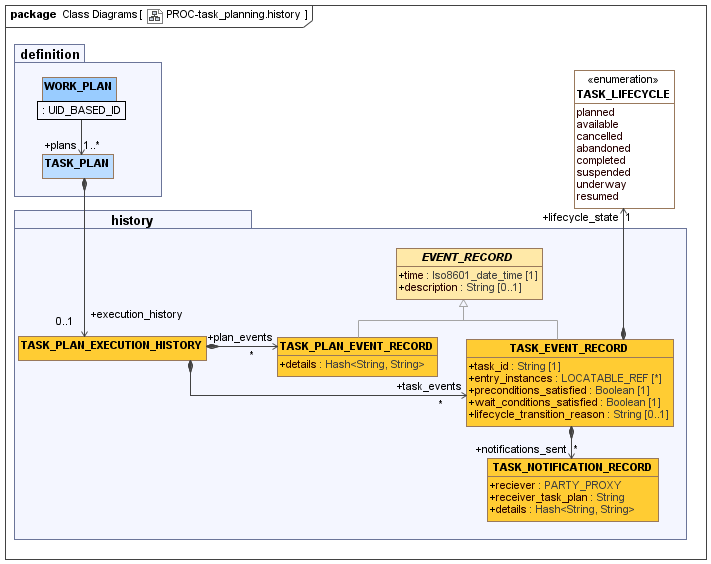 package Class Diagrams [ PROC-task_planning.history ]
definition
WORK_PLAN
: UID_BASED_ID
+plans 1..*
TASK_PLAN
«enumeration»
TASK_LIFECYCLE
planned
available
cancelled
abandoned
completed
suspended
underway
resumed
+lifecycle_state 1
history
EVENT_RECORD
+time : Iso8601_date_time [1]
+description : String [0..1]
0..1
+execution_history
TASK_PLAN_EXECUTION_HISTORY
+plan_events
*
TASK_PLAN_EVENT_RECORD
+details : Hash<String, String>
+task_events
*
TASK_EVENT_RECORD
+task_id : String [1]
+entry_instances : LOCATABLE_REF [*]
+preconditions_satisfied : Boolean [1]
+wait_conditions_satisfied : Boolean [1]
+lifecycle_transition_reason : String [0..1]
+notifications_sent *
TASK_NOTIFICATION_RECORD
+reciever : PARTY_PROXY
+receiver_task_plan : String
+details : Hash<String, String>